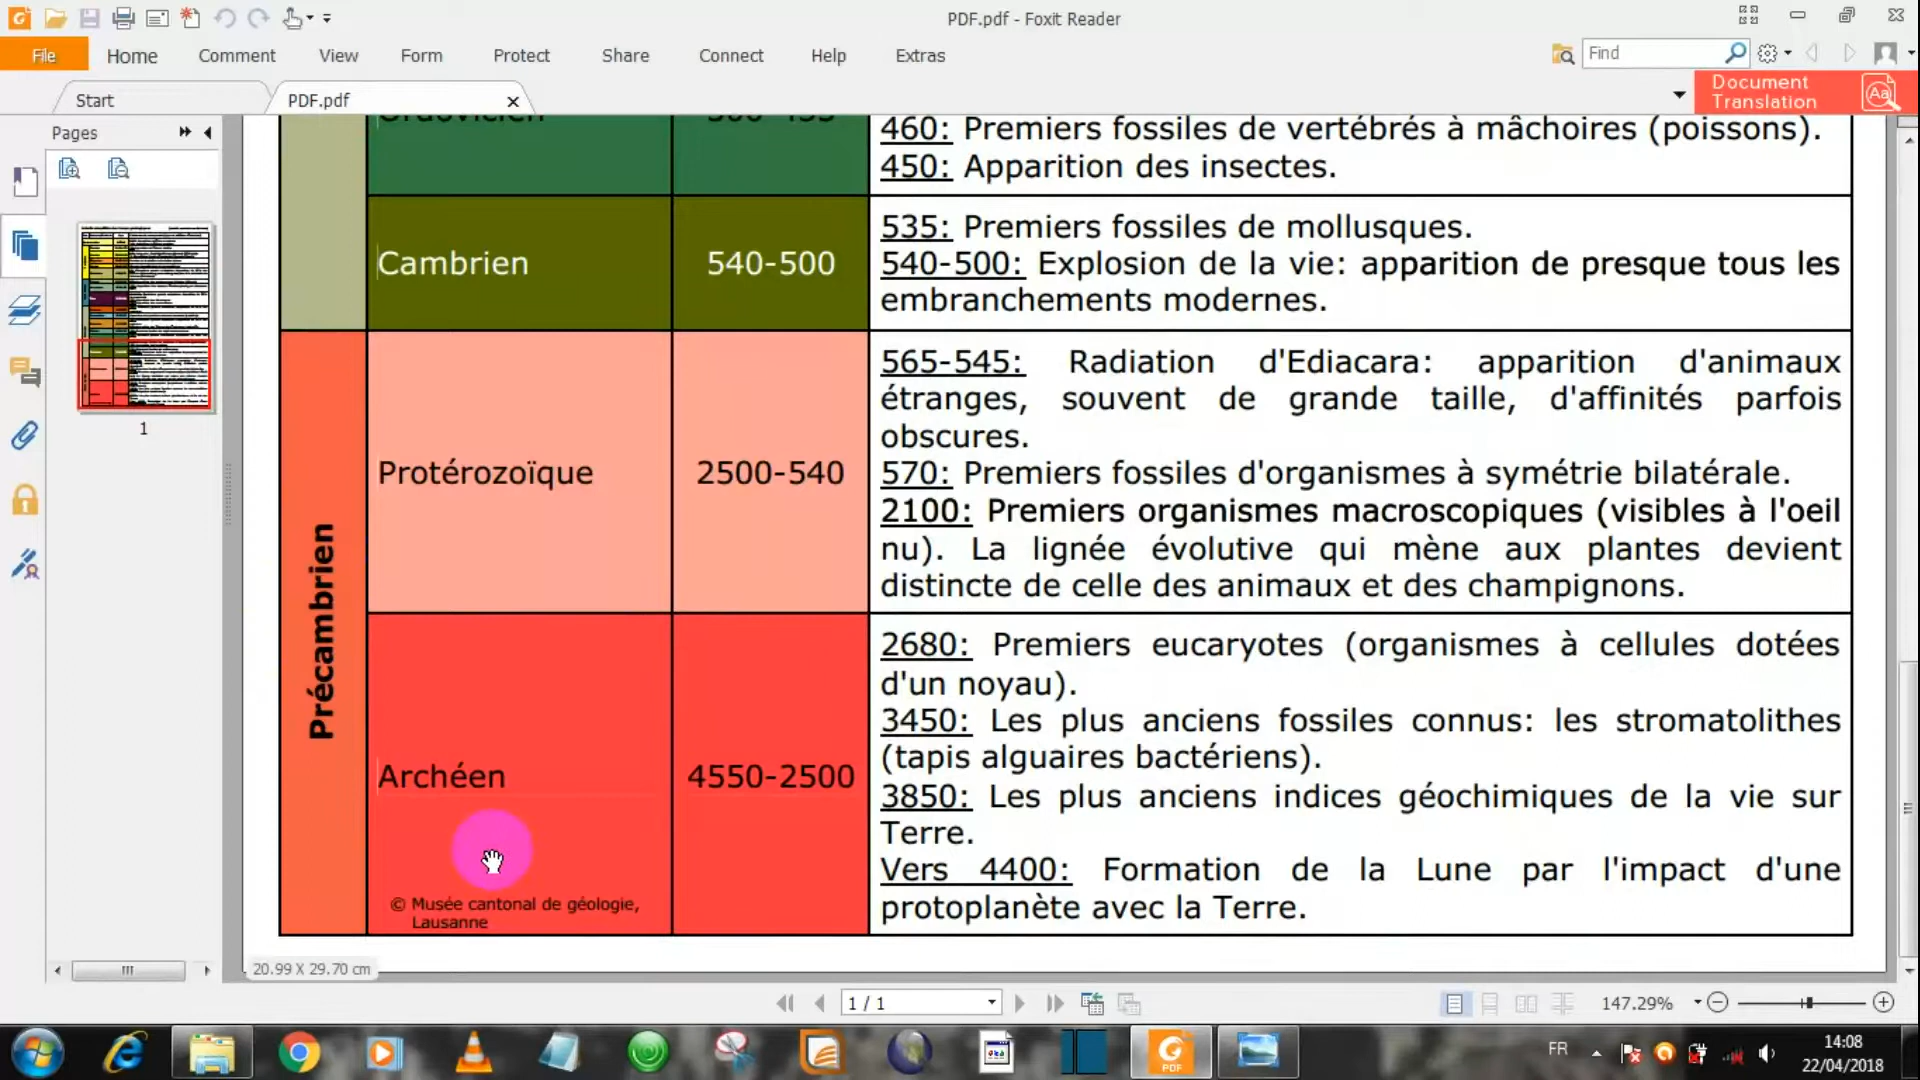 PDF.pdf - Foxit Reader
File Home Comment View Form Protect Share Connect Help Extras
Find
Start
PDF.pdf
Document
Translation
Aa
Pages
1
460: Premiers fossiles de vertébrés à mâchoires (poissons).
450: Apparition des insectes.
Cambrien
540-500
535: Premiers fossiles de mollusques.
540-500: Explosion de la vie: apparition de presque tous les
embranchements modernes.
Précambrien
Protérozoïque
2500-540
565-545: Radiation d'Ediacara: apparition d'animaux
étranges, souvent de grande taille, d'affinités parfois
obscures.
570: Premiers fossiles d'organismes à symétrie bilatérale.
2100: Premiers organismes macroscopiques (visibles à l'oeil
nu). La lignée évolutive qui mène aux plantes devient
distincte de celle des animaux et des champignons.
Archéen
4550-2500
2680: Premiers eucaryotes (organismes à cellules dotées
d'un noyau).
3450: Les plus anciens fossiles connus: les stromatolithes
(tapis alguaires bactériens).
3850: Les plus anciens indices géochimiques de la vie sur
Terre.
Vers 4400: Formation de la Lune par l'impact d'une
protoplanète avec la Terre.
© Musée cantonal de géologie,
Lausanne
20.99 X 29.70 cm
1 / 1
147.29%
PDF
FR
14:08
22/04/2018